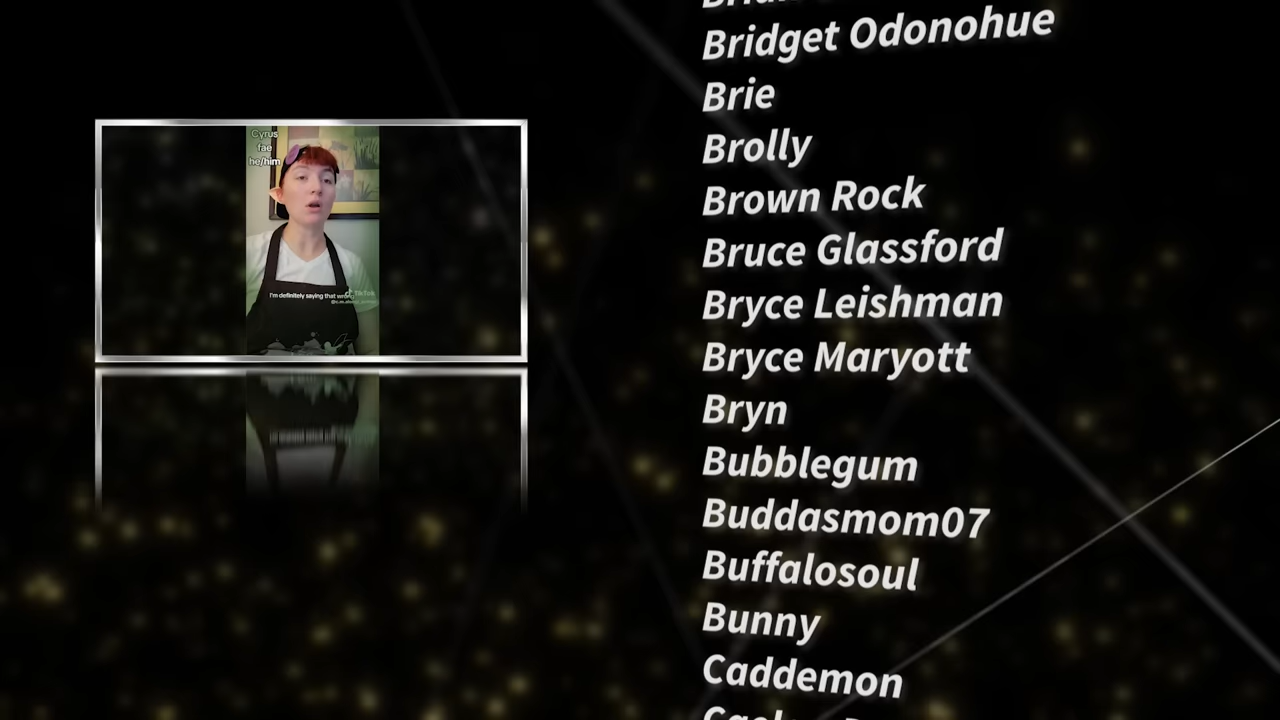 Cyrus
fae
he/him
I'm definitely saying that wrong
TikTok
Bridget Odonohue
Brie
Brolly
Brown Rock
Bruce Glassford
Bryce Leishman
Bryce Maryott
Bryn
Bubblegum
Buddasmom07
Buffalosoul
Bunny
Caddemon